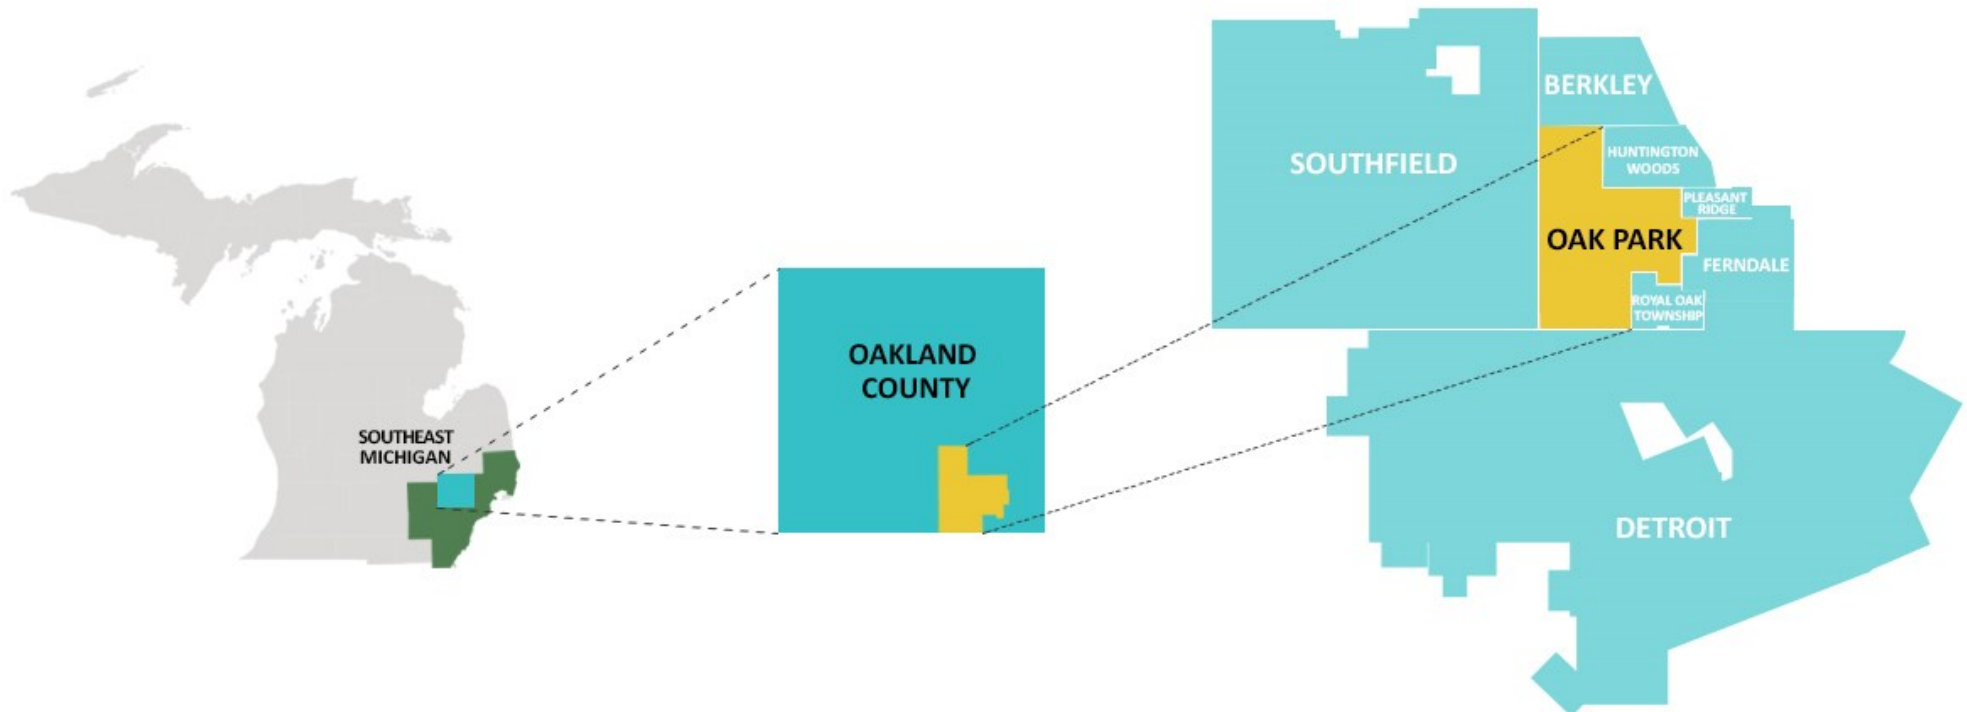 SOUTHEAST
MICHIGAN
OAKLAND
COUNTY
SOUTHFIELD
BERKLEY
HUNTINGTON
WOODS
PLEASANT
RIDGE
OAK PARK
FERNDALE
ROYAL OAK
TOWNSHIP
DETROIT